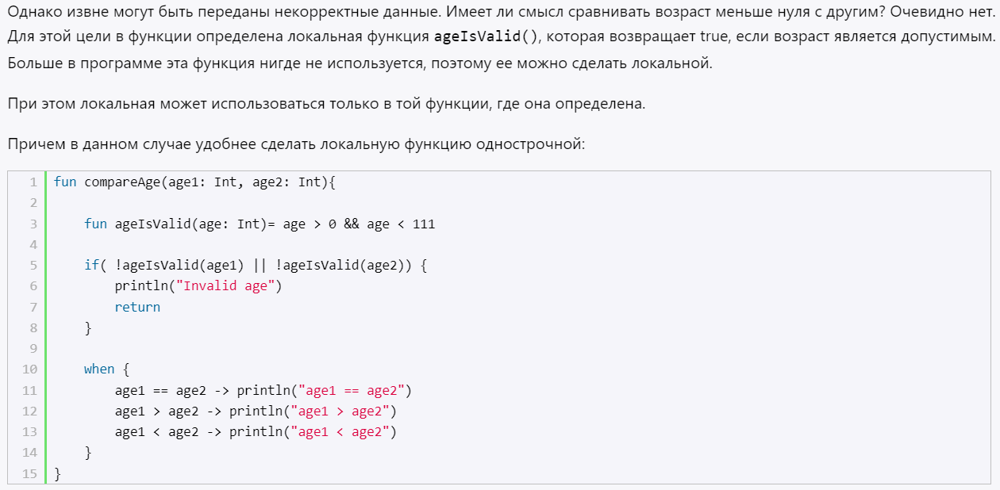 Однако извне могут быть переданы некорректные данные. Имеет ли смысл сравнивать возраст меньше нуля с другим? Очевидно нет.
Для этой цели в функции определена локальная функция ageIsValid(), которая возвращает true, если возраст является допустимым.
Больше в программе эта функция нигде не используется, поэтому ее можно сделать локальной.
При этом локальная может использоваться только в той функции, где она определена.
Причем в данном случае удобнее сделать локальную функцию однострочной:
1 fun compareAge(age1: Int, age2: Int){
2
3     fun ageIsValid(age: Int)= age > 0 && age < 111
4
5     if( !ageIsValid(age1) || !ageIsValid(age2)) {
6         println("Invalid age")
7         return
8     }
9
10     when {
11         age1 == age2 -> println("age1 == age2")
12         age1 > age2 -> println("age1 > age2")
13         age1 < age2 -> println("age1 < age2")
14     }
15 }